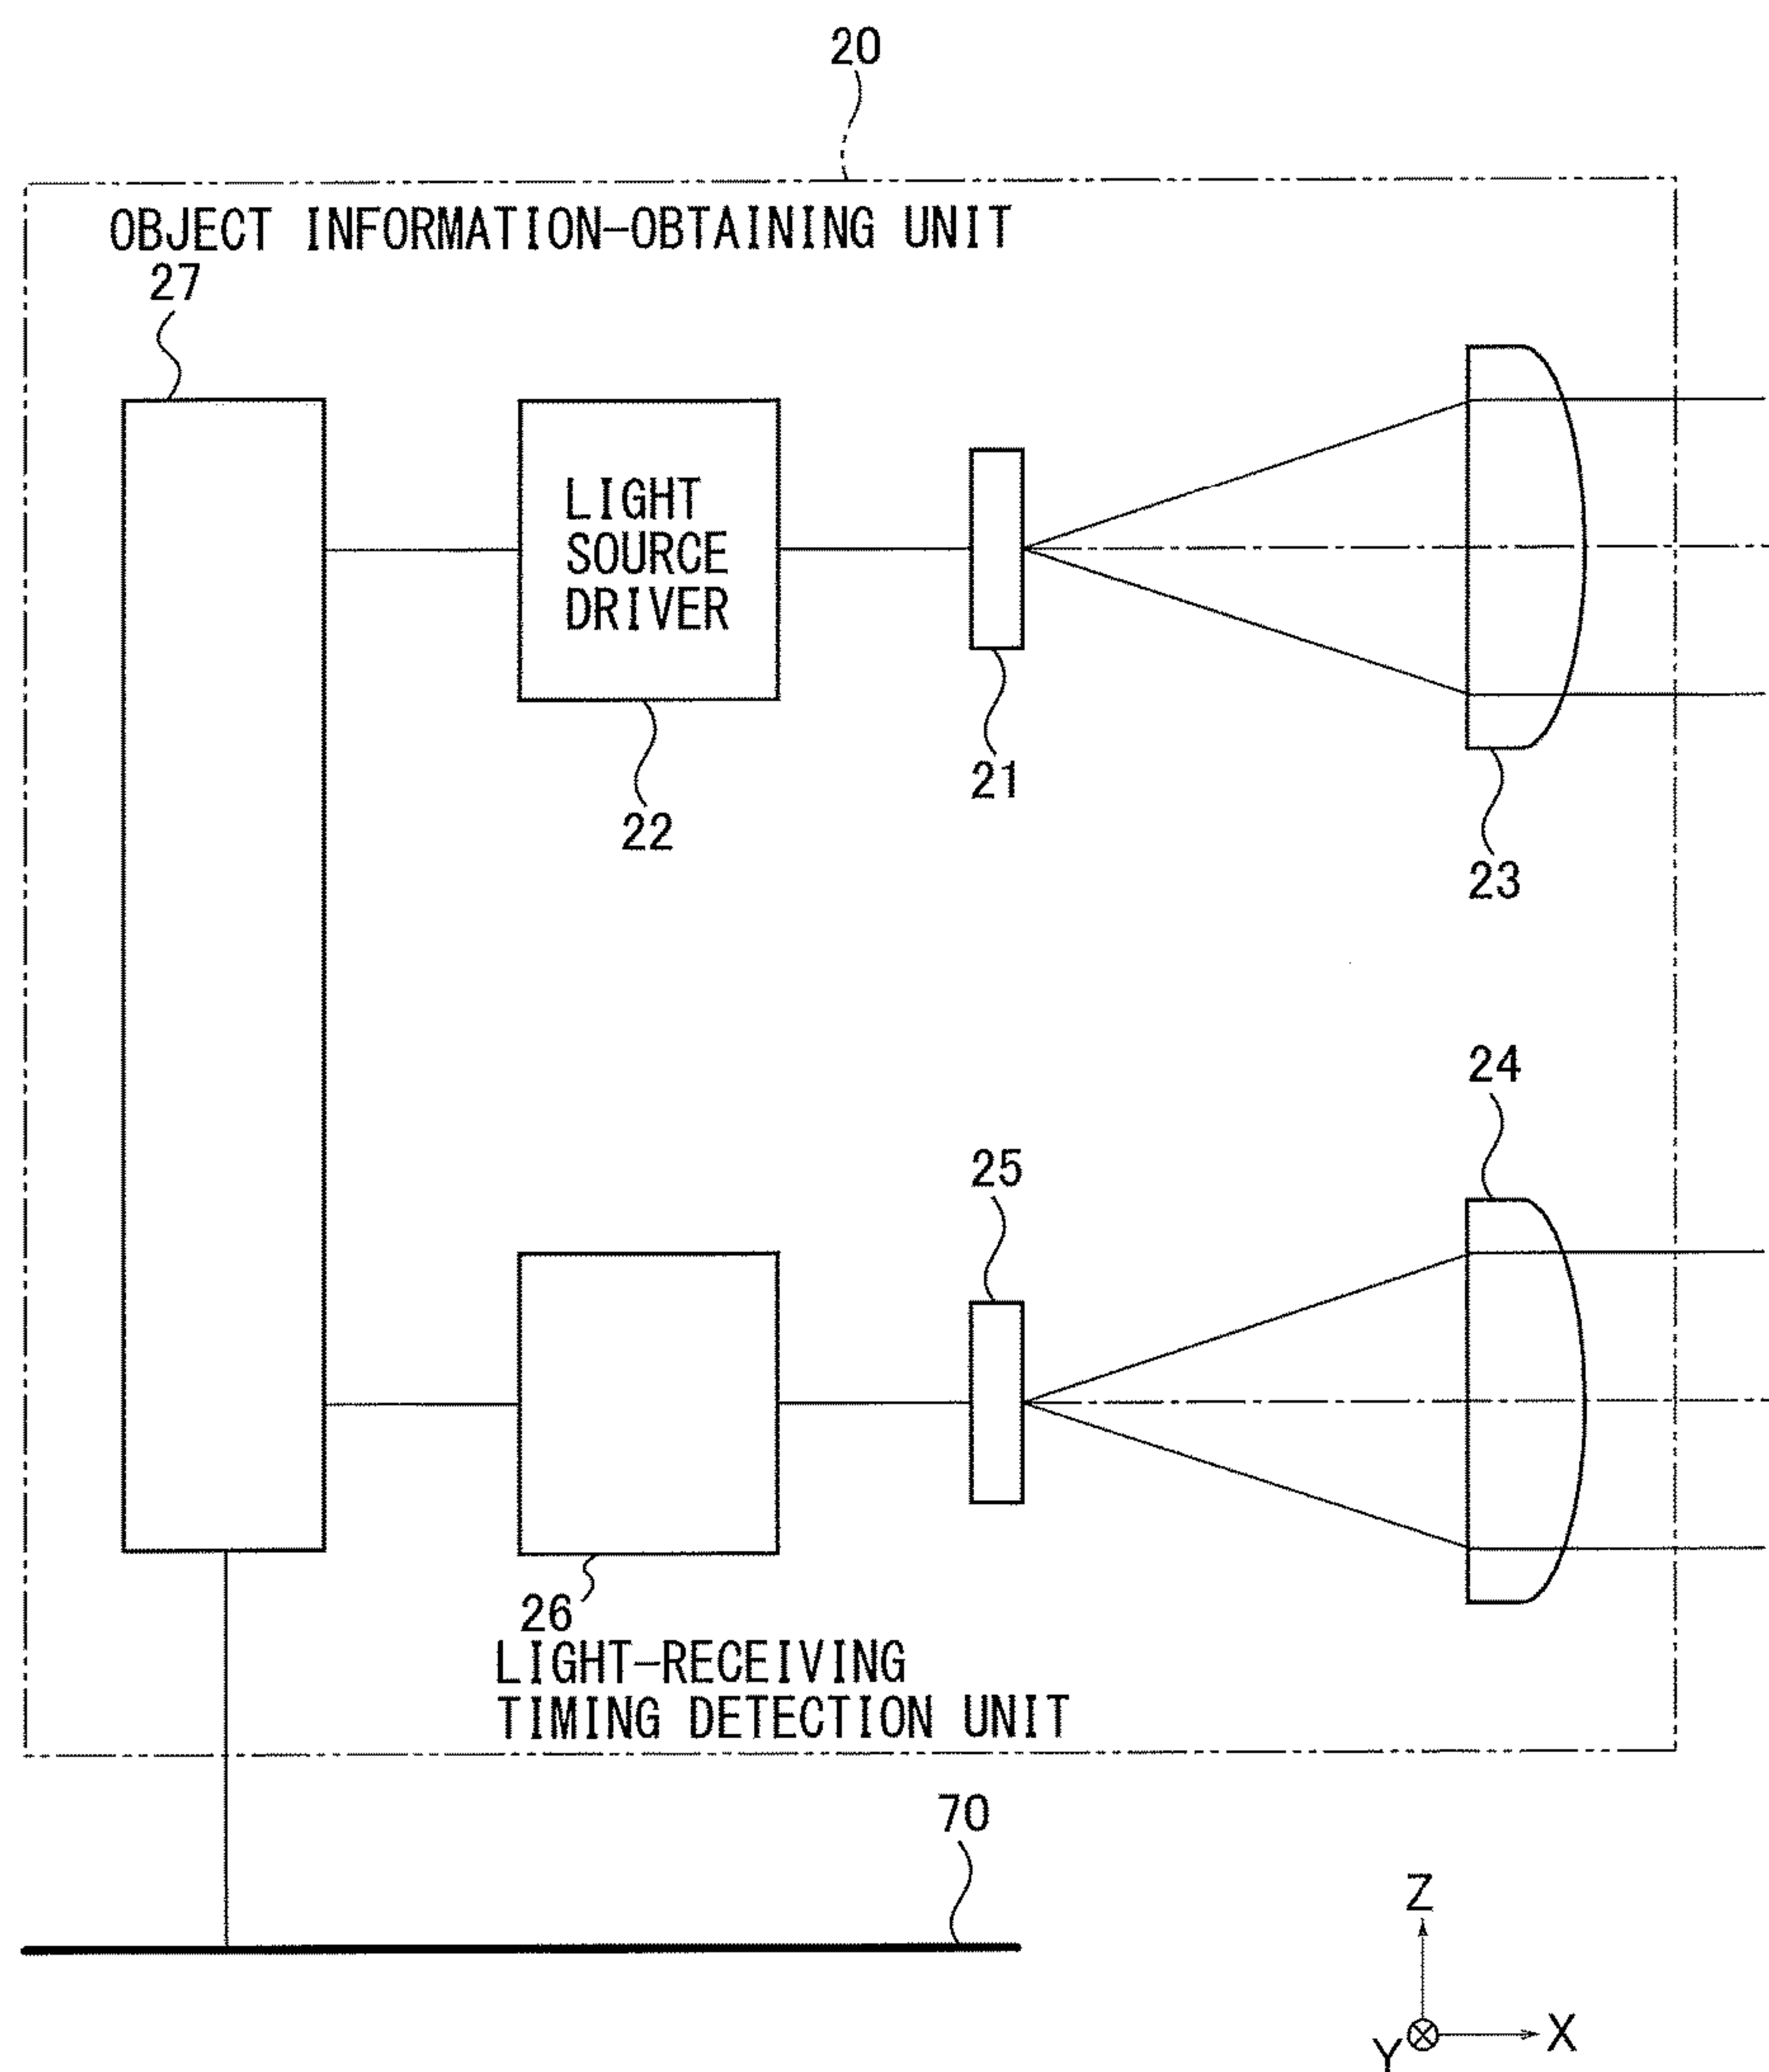 20
OBJECT INFORMATION-OBTAINING UNIT
27
LIGHT
SOURCE
DRIVER
21
22
23
24
25
26
LIGHT-RECEIVING
TIMING DETECTION UNIT
70
Z
X
Y